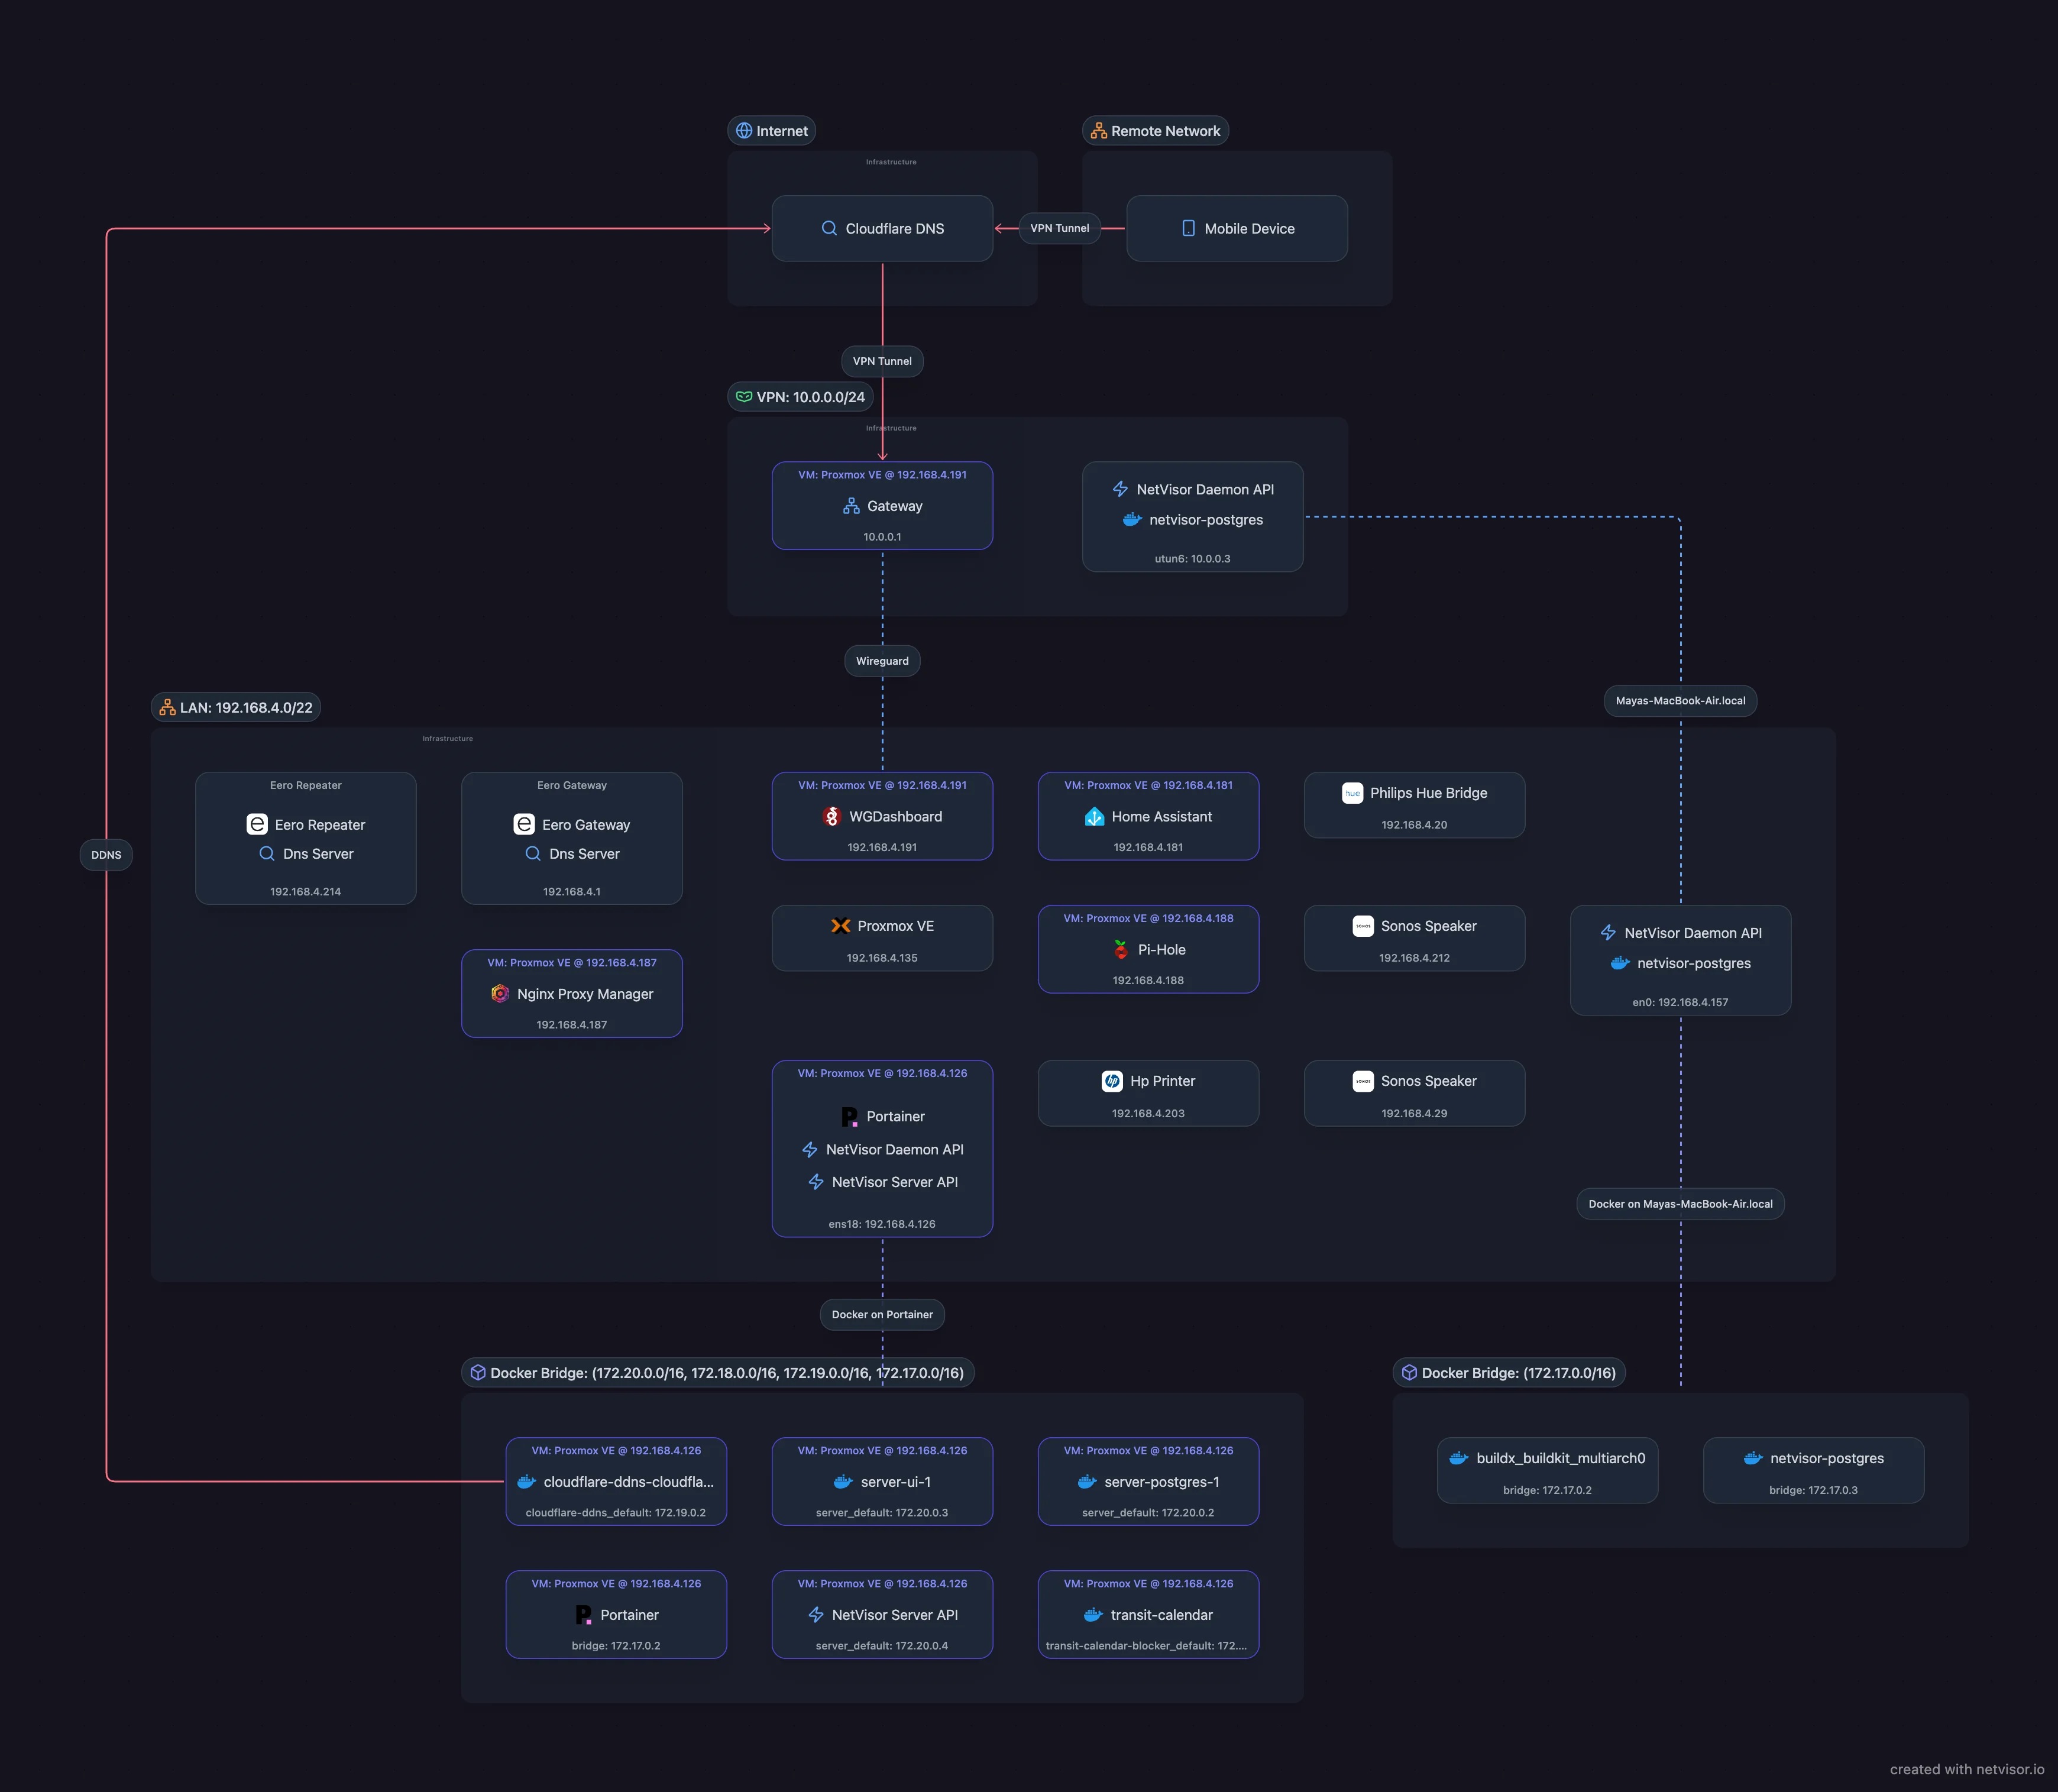 Internet
Remote Network
Infrastructure
Cloudflare DNS
VPN Tunnel
Mobile Device
VPN Tunnel
VPN: 10.0.0.0/24
Infrastructure
VM: Proxmox VE @ 192.168.4.191
Gateway
10.0.0.1
NetVisor Daemon API
netvisor-postgres
utun6: 10.0.0.3
Wireguard
Mayas-MacBook-Air.local
LAN: 192.168.4.0/22
Infrastructure
Eero Repeater
Eero Repeater
Dns Server
192.168.4.214
Eero Gateway
Eero Gateway
Dns Server
192.168.4.1
VM: Proxmox VE @ 192.168.4.191
WGDashboard
192.168.4.191
VM: Proxmox VE @ 192.168.4.181
Home Assistant
192.168.4.181
hue
Philips Hue Bridge
192.168.4.20
DDNS
VM: Proxmox VE @ 192.168.4.187
Nginx Proxy Manager
192.168.4.187
Proxmox VE
192.168.4.135
VM: Proxmox VE @ 192.168.4.188
Pi-Hole
192.168.4.188
SONOS
Sonos Speaker
192.168.4.212
NetVisor Daemon API
netvisor-postgres
en0: 192.168.4.157
VM: Proxmox VE @ 192.168.4.126
Portainer
NetVisor Daemon API
NetVisor Server API
ens18: 192.168.4.126
hp
Hp Printer
192.168.4.203
SONOS
Sonos Speaker
192.168.4.29
Docker on Mayas-MacBook-Air.local
Docker on Portainer
Docker Bridge: (172.20.0.0/16, 172.18.0.0/16, 172.19.0.0/16, 172.17.0.0/16)
Docker Bridge: (172.17.0.0/16)
VM: Proxmox VE @ 192.168.4.126
cloudflare-ddns-cloudfla...
cloudflare-ddns_default: 172.19.0.2
VM: Proxmox VE @ 192.168.4.126
server-ui-1
server_default: 172.20.0.3
VM: Proxmox VE @ 192.168.4.126
server-postgres-1
server_default: 172.20.0.2
buildx_buildkit_multiarch0
bridge: 172.17.0.2
netvisor-postgres
bridge: 172.17.0.3
VM: Proxmox VE @ 192.168.4.126
Portainer
bridge: 172.17.0.2
VM: Proxmox VE @ 192.168.4.126
NetVisor Server API
server_default: 172.20.0.4
VM: Proxmox VE @ 192.168.4.126
transit-calendar
transit-calendar-blocker_default: 172....
created with netvisor.io